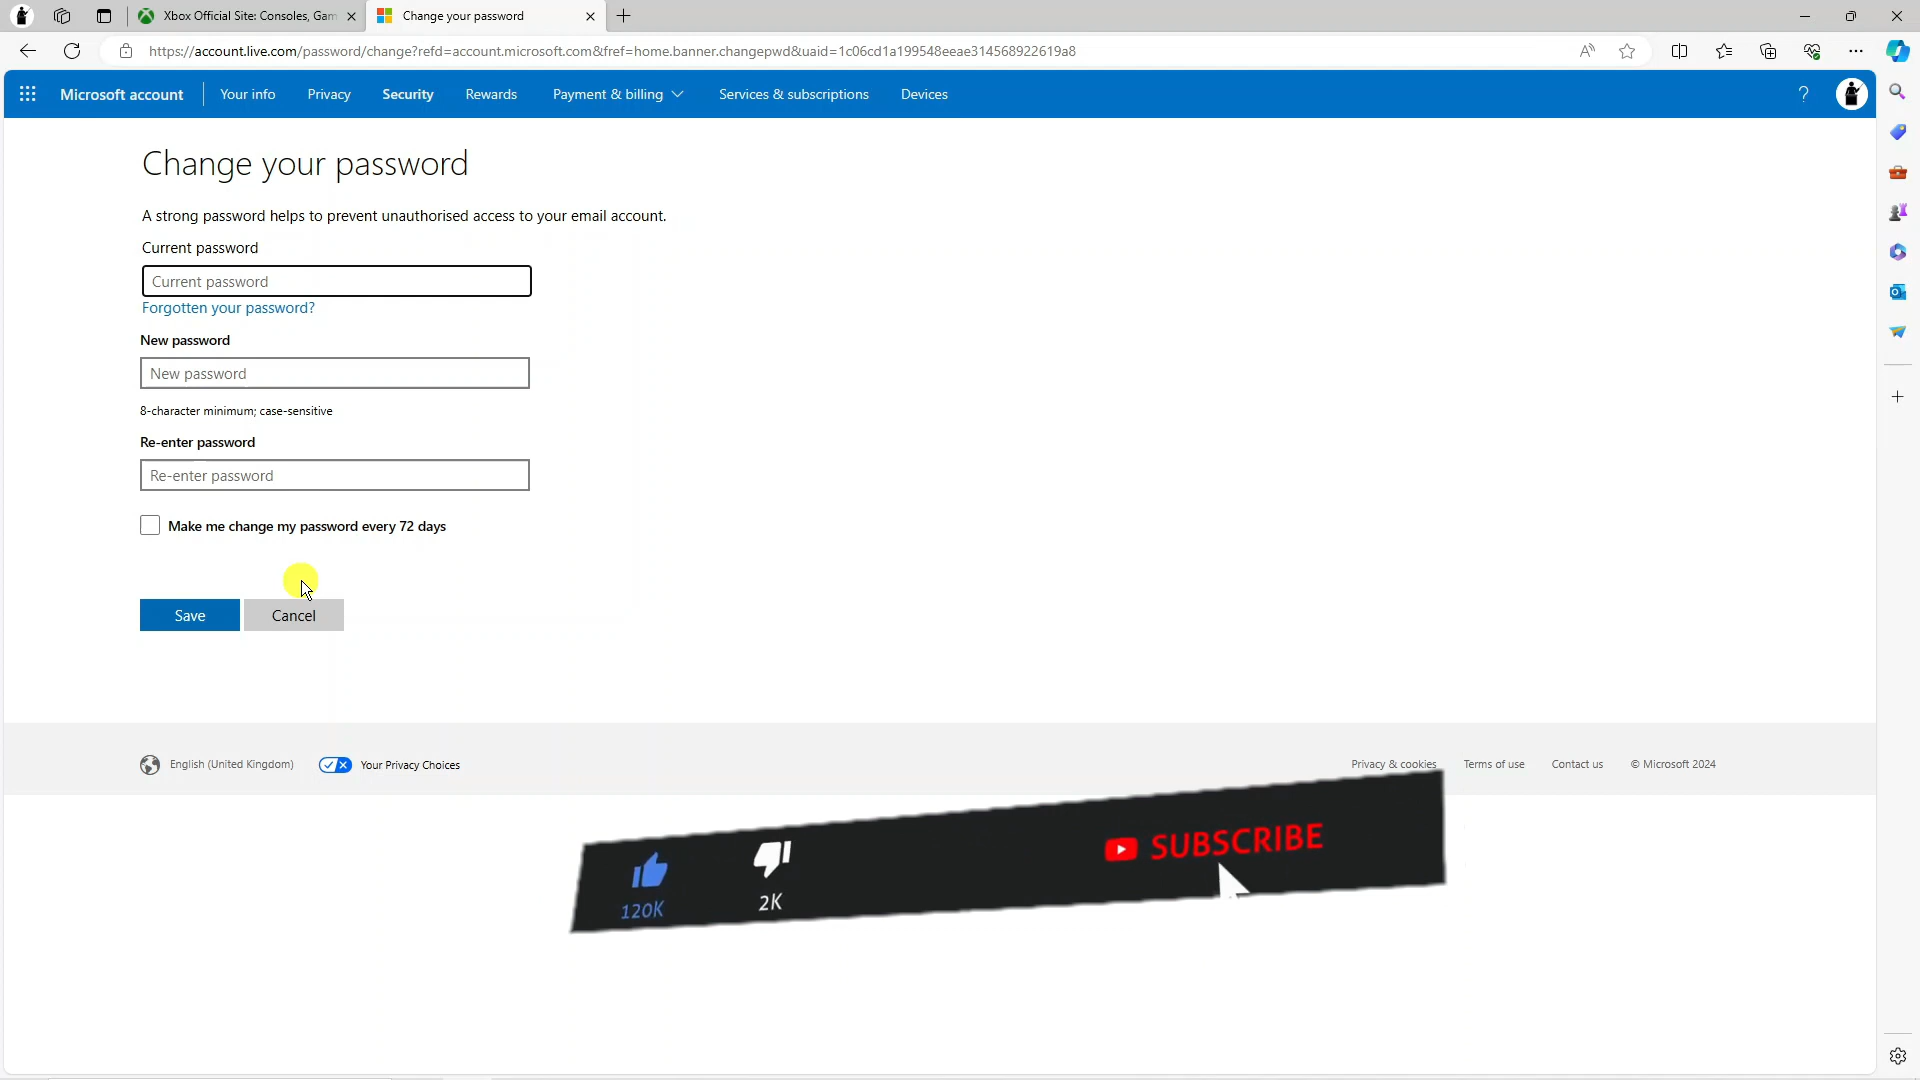 Xbox Official Site: Consoles, Gam
Change your password
https://account.live.com/password/change?refd=account.microsoft.com&fref=home.banner.changepwd&uaid=1c06cd1a199548eeae314568922619a8
Microsoft account
Your info
Privacy
Security
Rewards
Payment & billing
Services & subscriptions
Devices
?
Change your password
A strong password helps to prevent unauthorised access to your email account.
Current password
Current password
Forgotten your password?
New password
New password
8-character minimum; case-sensitive
Re-enter password
Re-enter password
Make me change my password every 72 days
Save
Cancel
English (United Kingdom)
Your Privacy Choices
Privacy & cookies
Terms of use
Contact us
© Microsoft 2024
SUBSCRIBE
120K
2K